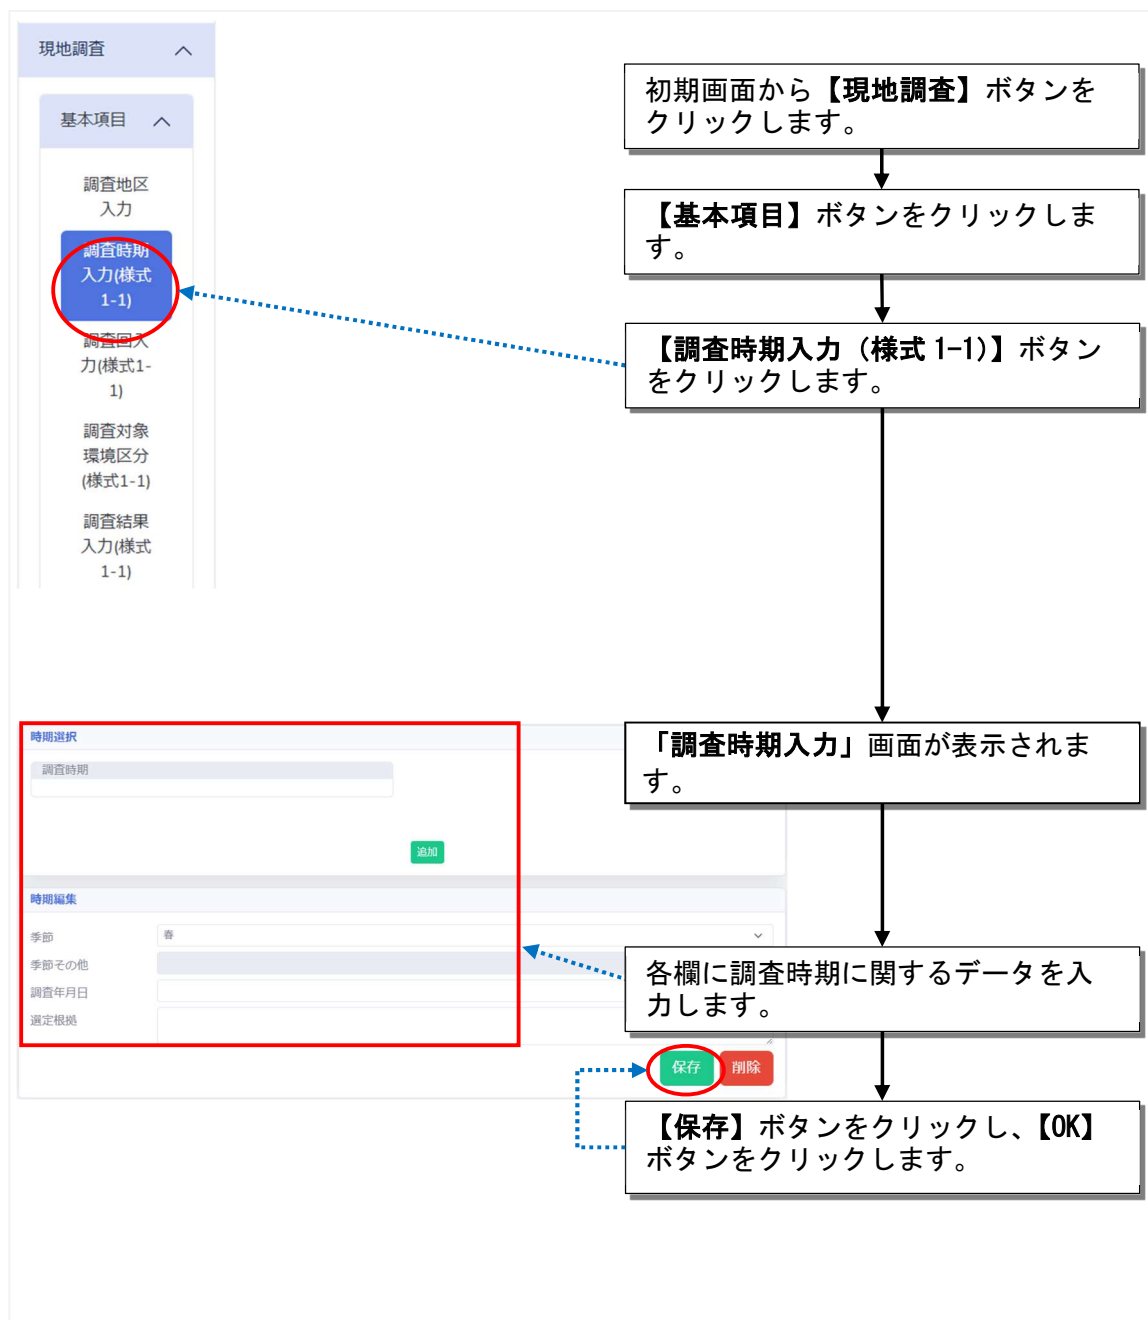 現地調査
基本項目
調査地区
入力
調査時期
入力(様式
1-1)
調査回入
力(様式1-
1)
調査対象
環境区分
(様式1-1)
調査結果
入力(様式
1-1)
初期画面から【現地調査】ボタンを
クリックします。
【基本項目】ボタンをクリックしま
す。
【調査時期入力（様式 1-1）】ボタン
をクリックします。
「調査時期入力」画面が表示されま
す。
時期選択
調査時期
追加
時期編集
季節
春
季節その他
調査年月日
選定根拠
保存
削除
各欄に調査時期に関するデータを入
力します。
【保存】ボタンをクリックし、【OK】
ボタンをクリックします。